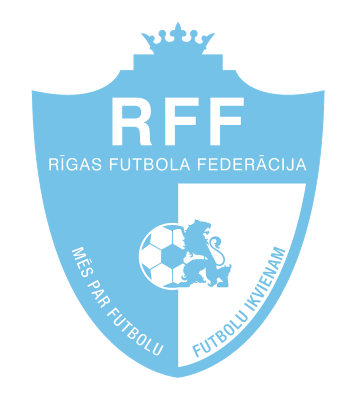 RFF
RĪGAS FUTBOLA FEDERĀCIJA
MĒS PAR FUTBOLU
FUTBOLU IKVIENAM